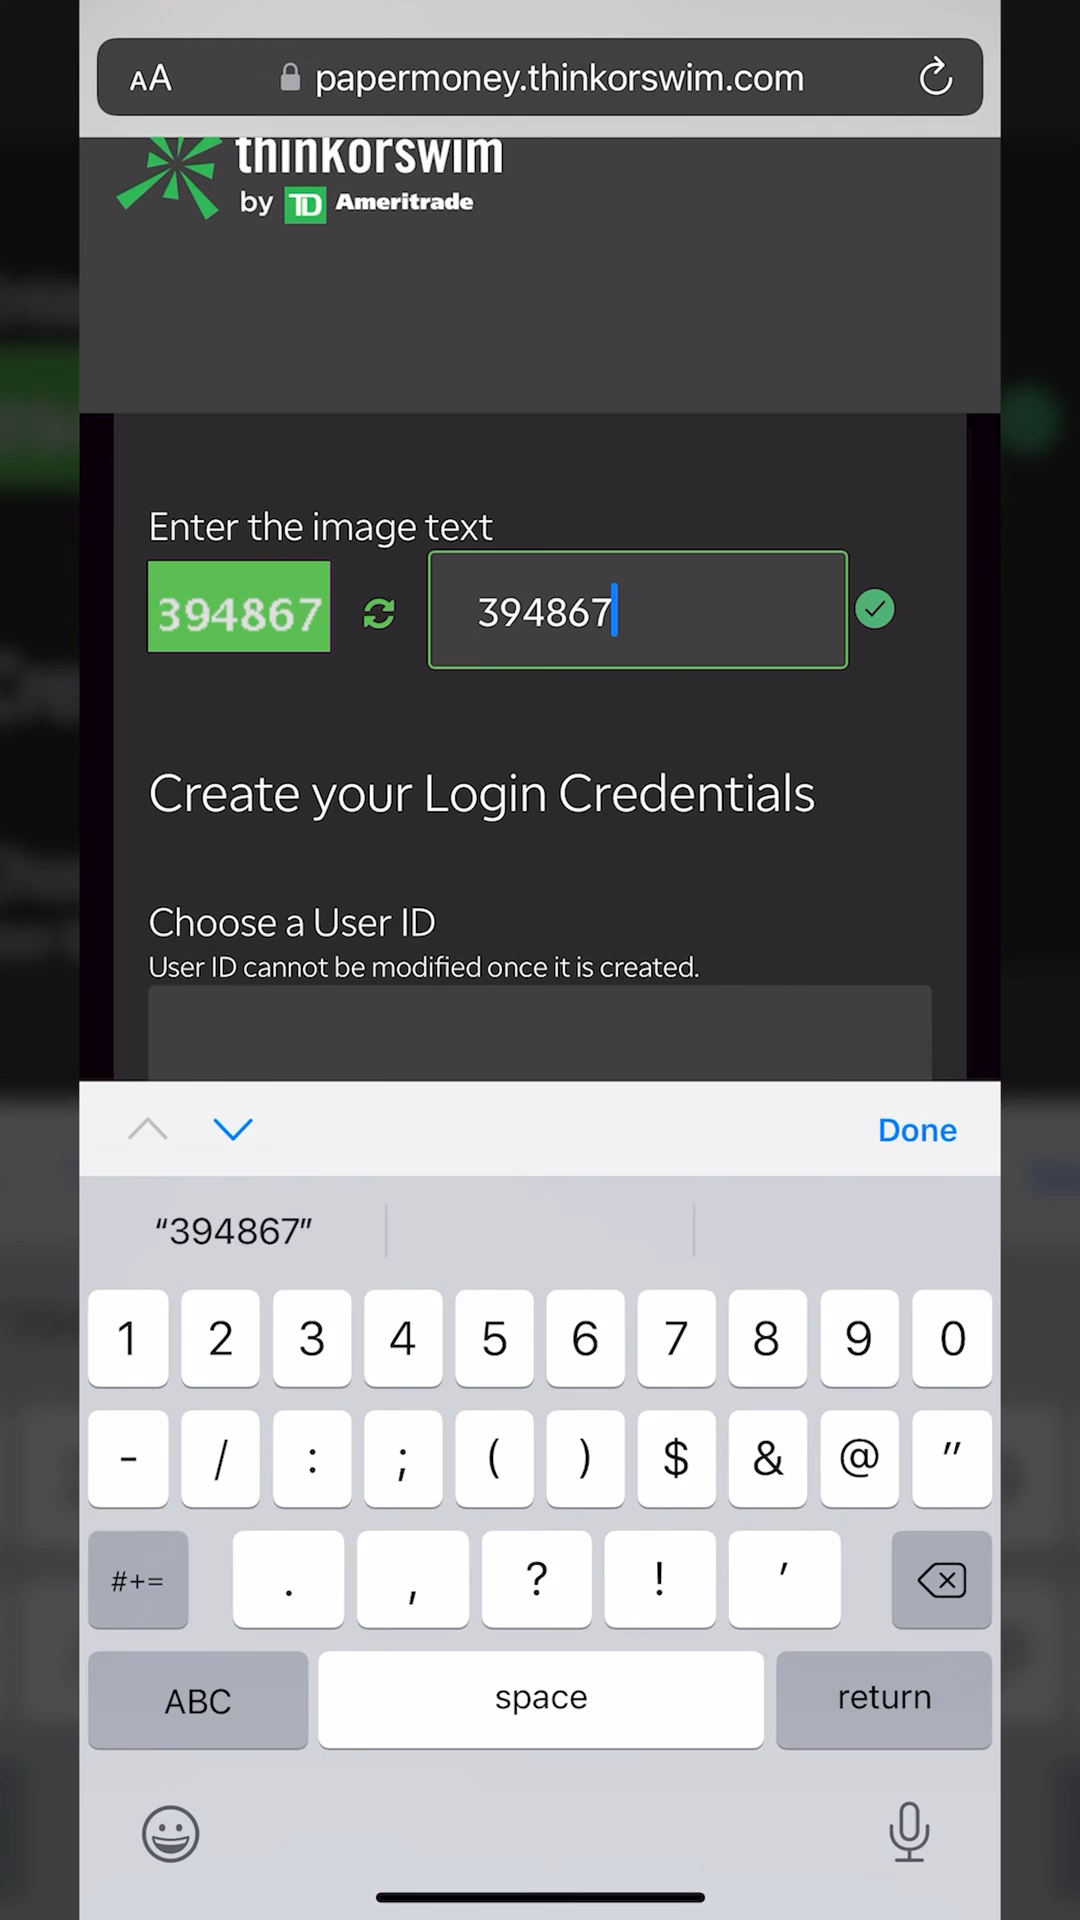 AA papermoney.thinkorswim.com
thinkorswim
by TD Ameritrade
Enter the image text
394867 394867
Create your Login Credentials
Choose a User ID
User ID cannot be modified once it is created.
Done
“394867”
1 2 3 4 5 6 7 8 9 0
- / : ; ( ) $ & @ "
#+= . , ? ! '
ABC space return